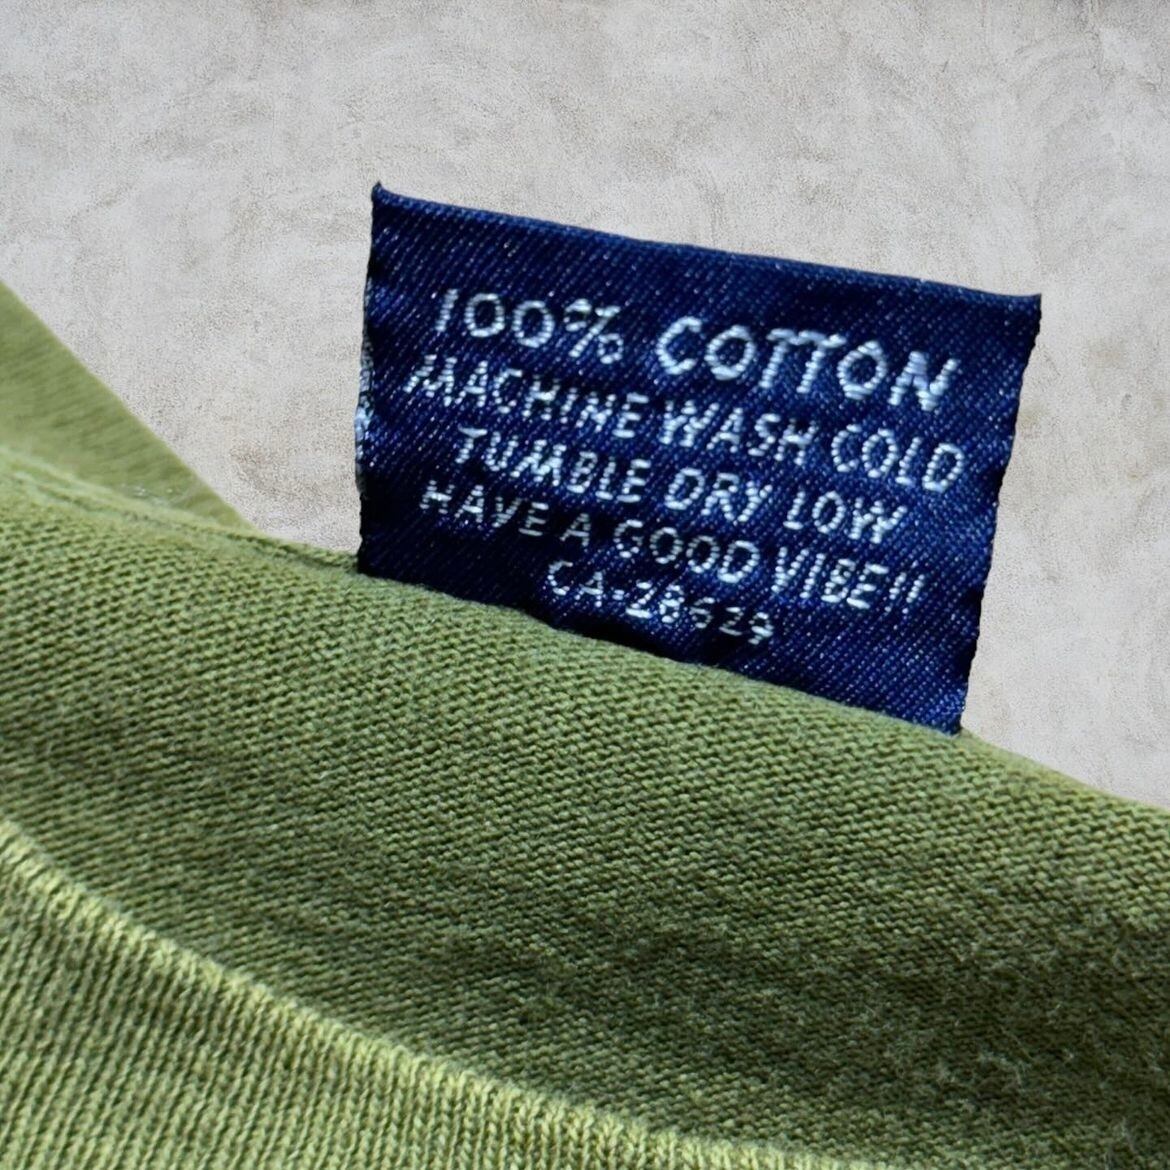 100% COTTON
MACHINE WASH COLD
TUMBLE DRY LOW
HAVE A GOOD VIBE!!
CA-28629